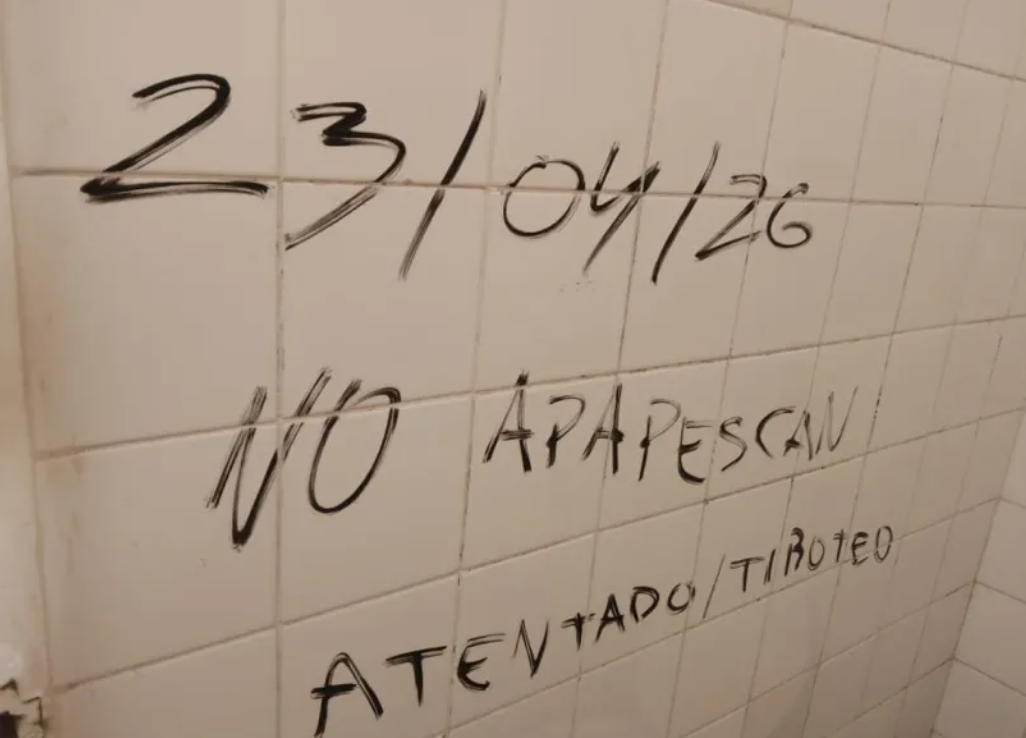 23/04/26
NO APAPESCAN
ATENTADO/TIROTEO